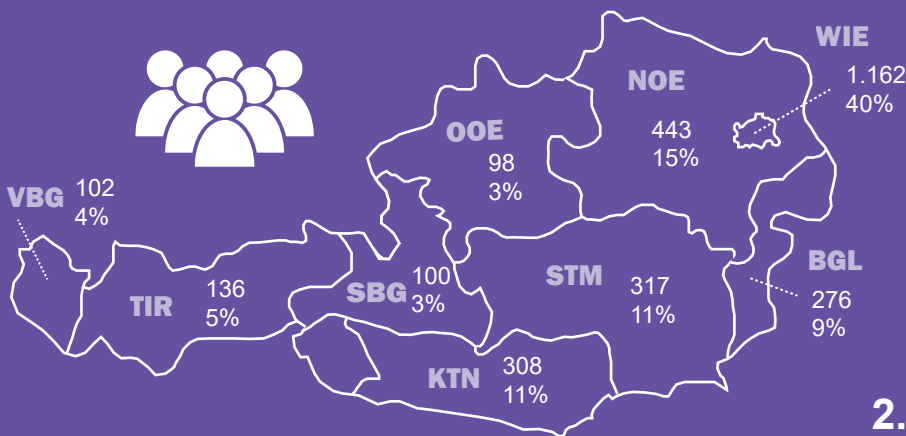 WIE
1.162
40%
NOE
443
15%
OOE
98
3%
VBG
102
4%
TIR
136
5%
SBG
100
3%
STM
317
11%
BGL
276
9%
KTN
308
11%
2.